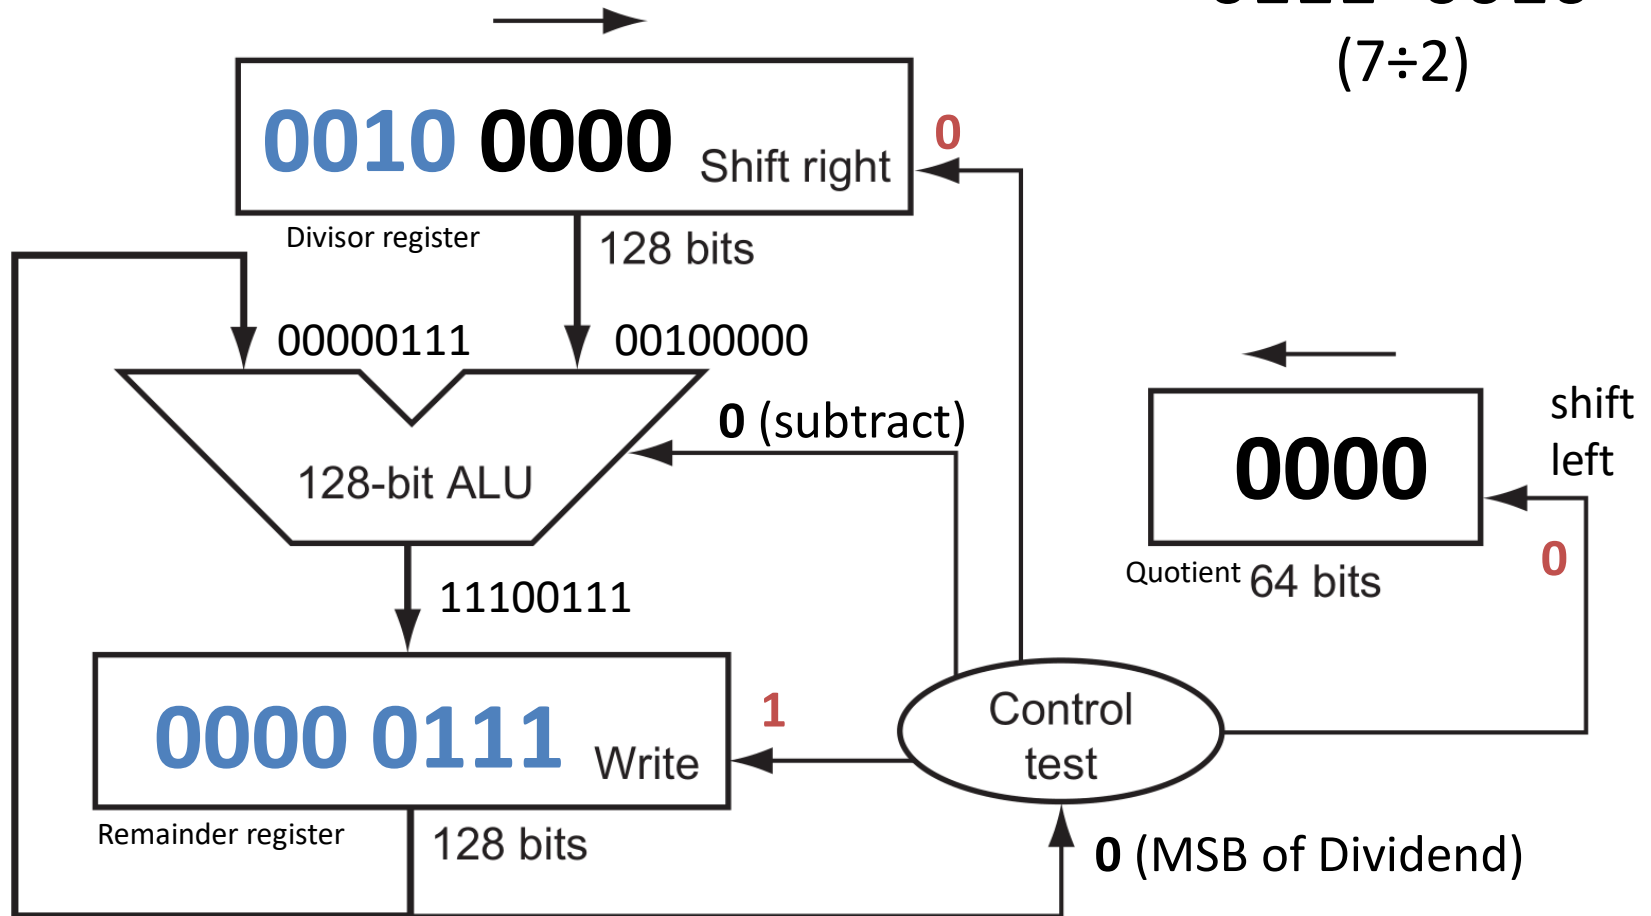 (7÷2)
0010 0000 Shift right
0
Divisor register
128 bits
00000111
00100000
0 (subtract)
128-bit ALU
shift
left
0000
0
Quotient 64 bits
11100111
0000 0111 Write
1
Control
test
Remainder register
128 bits
0 (MSB of Dividend)